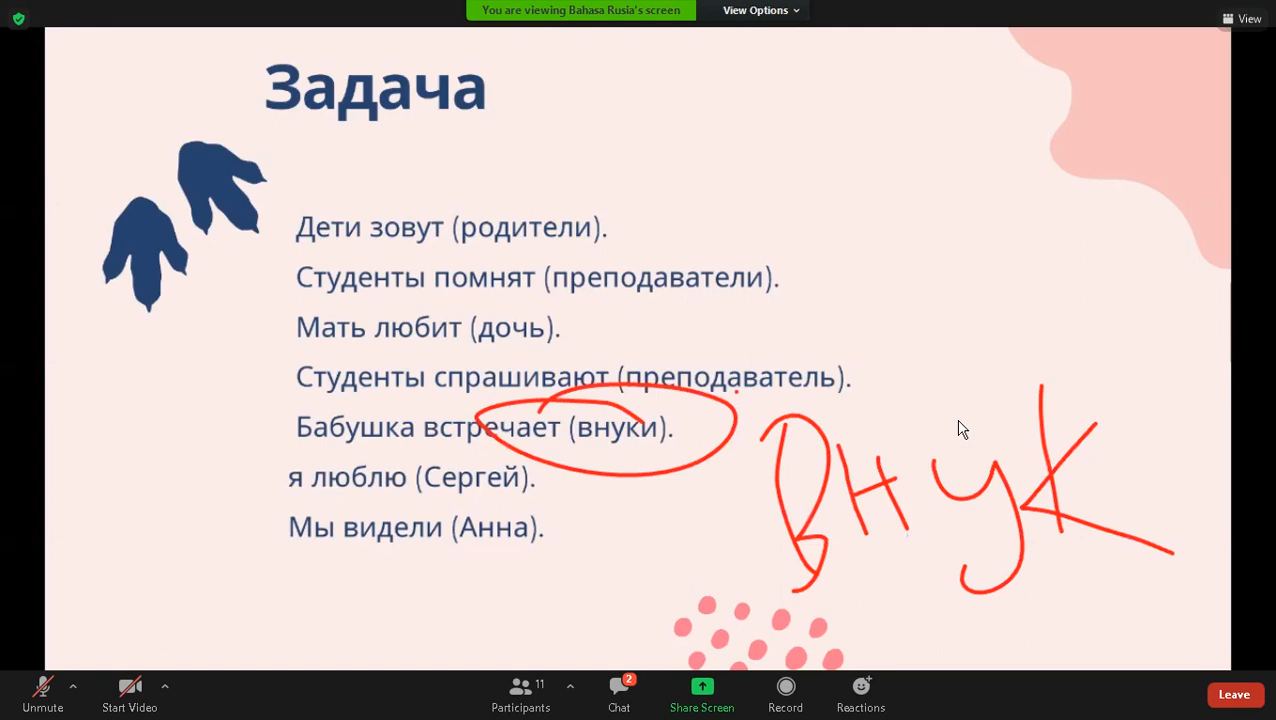 You are viewing Bahasa Rusia's screen
View Options
View
Задача
Дети зовут (родители).
Студенты помнят (преподаватели).
Мать любит (дочь).
Студенты спрашивают (преподаватель).
Бабушка встречает (внуки).
я люблю (Сергей).
Мы видели (Анна).
ВНУК
Unmute
Start Video
11
Participants
2
Chat
Share Screen
Record
Reactions
Leave